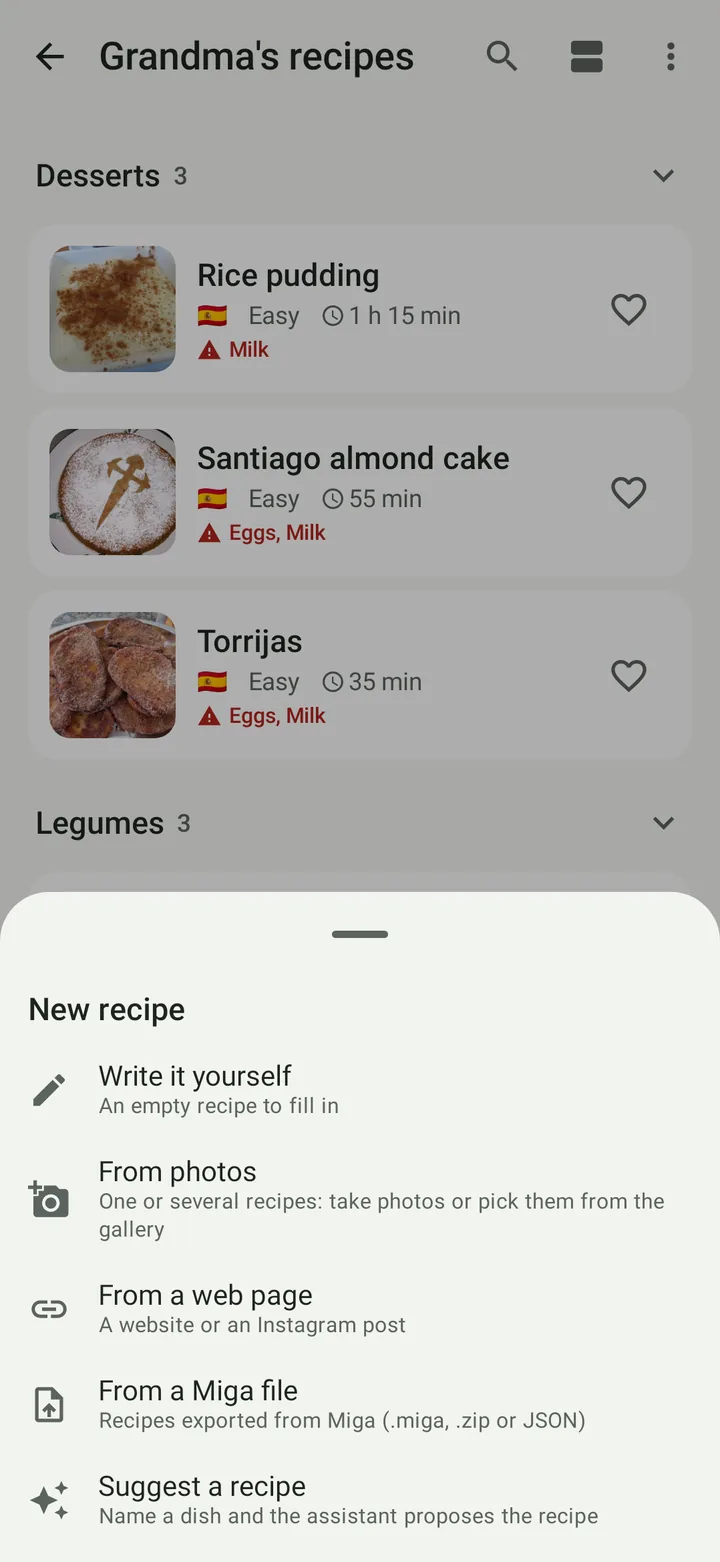 Grandma's recipes
Desserts 3
Rice pudding
Easy 1 h 15 min
Milk
Santiago almond cake
Easy 55 min
Eggs, Milk
Torrijas
Easy 35 min
Eggs, Milk
Legumes 3
New recipe
Write it yourself
An empty recipe to fill in
From photos
One or several recipes: take photos or pick them from the
gallery
From a web page
A website or an Instagram post
From a Miga file
Recipes exported from Miga (.miga, .zip or JSON)
Suggest a recipe
Name a dish and the assistant proposes the recipe